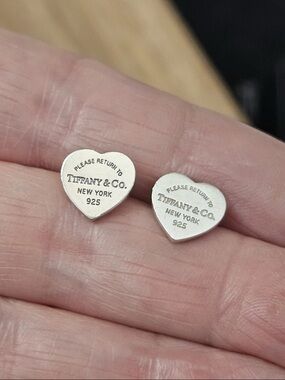 PLEASE RETURN TO
TIFFANY & CO.
NEW YORK
925
PLEASE RETURN TO
TIFFANY & CO.
NEW YORK
925